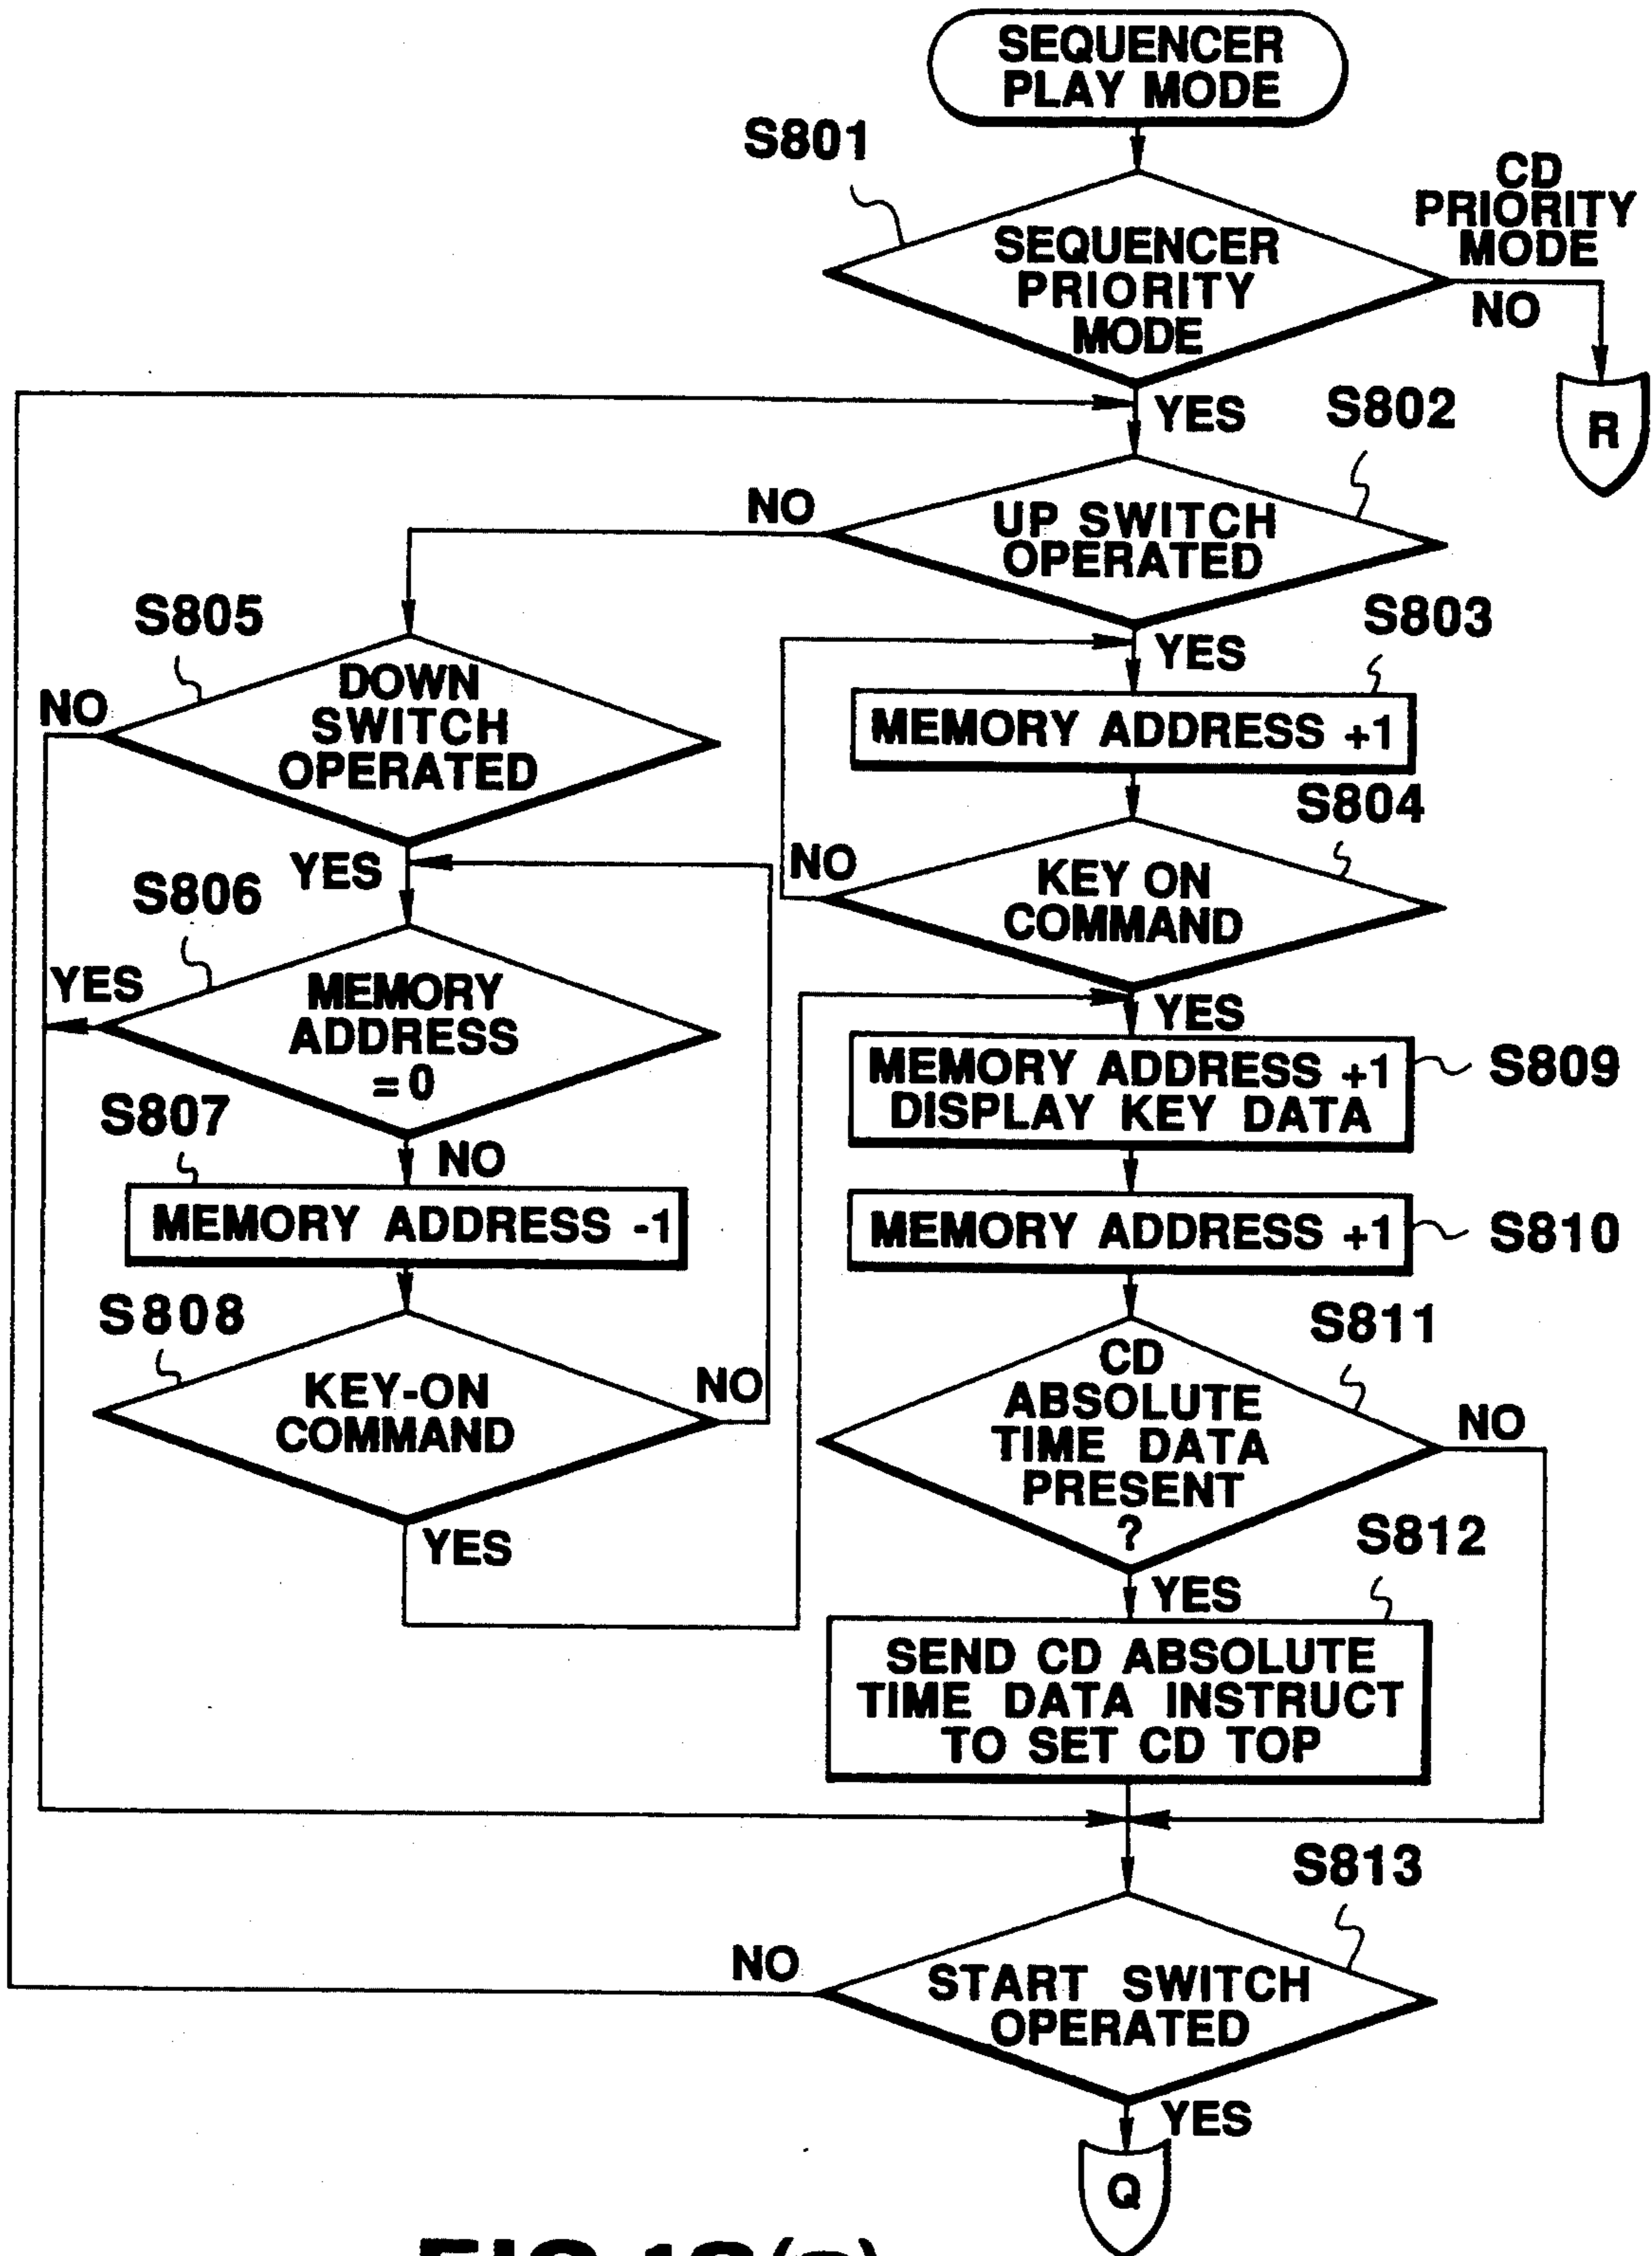 SEQUENCER
PLAY MODE
S801
CD
PRIORITY
MODE
SEQUENCER
PRIORITY
MODE
NO
R
YES
S802
NO
UP SWITCH
OPERATED
S805
S803
YES
NO
DOWN
SWITCH
OPERATED
MEMORY ADDRESS +1
S804
YES
NO
KEY ON
COMMAND
S806
YES
MEMORY
ADDRESS
= 0
YES
MEMORY ADDRESS +1
DISPLAY KEY DATA
S809
S807
NO
MEMORY ADDRESS -1
MEMORY ADDRESS +1
S810
S808
S811
KEY-ON
COMMAND
NO
CD
ABSOLUTE
TIME DATA
PRESENT
?
NO
YES
S812
YES
SEND CD ABSOLUTE
TIME DATA INSTRUCT
TO SET CD TOP
S813
NO
START SWITCH
OPERATED
YES
Q